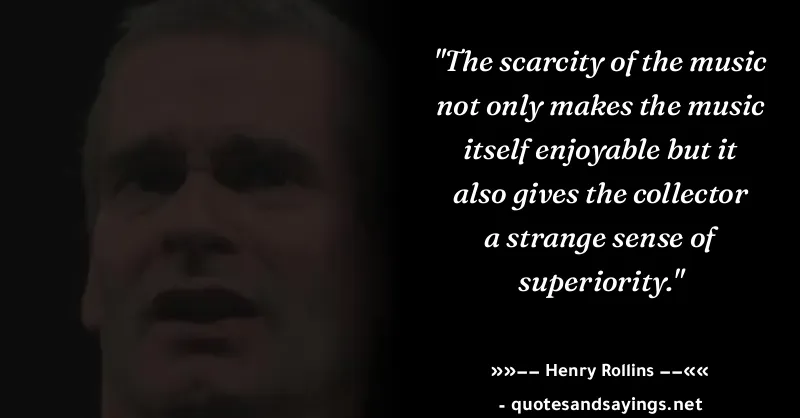 "The scarcity of the music
not only makes the music
itself enjoyable but it
also gives the collector
a strange sense of
superiority."
»»−− Henry Rollins −−««
- quotesandsayings.net